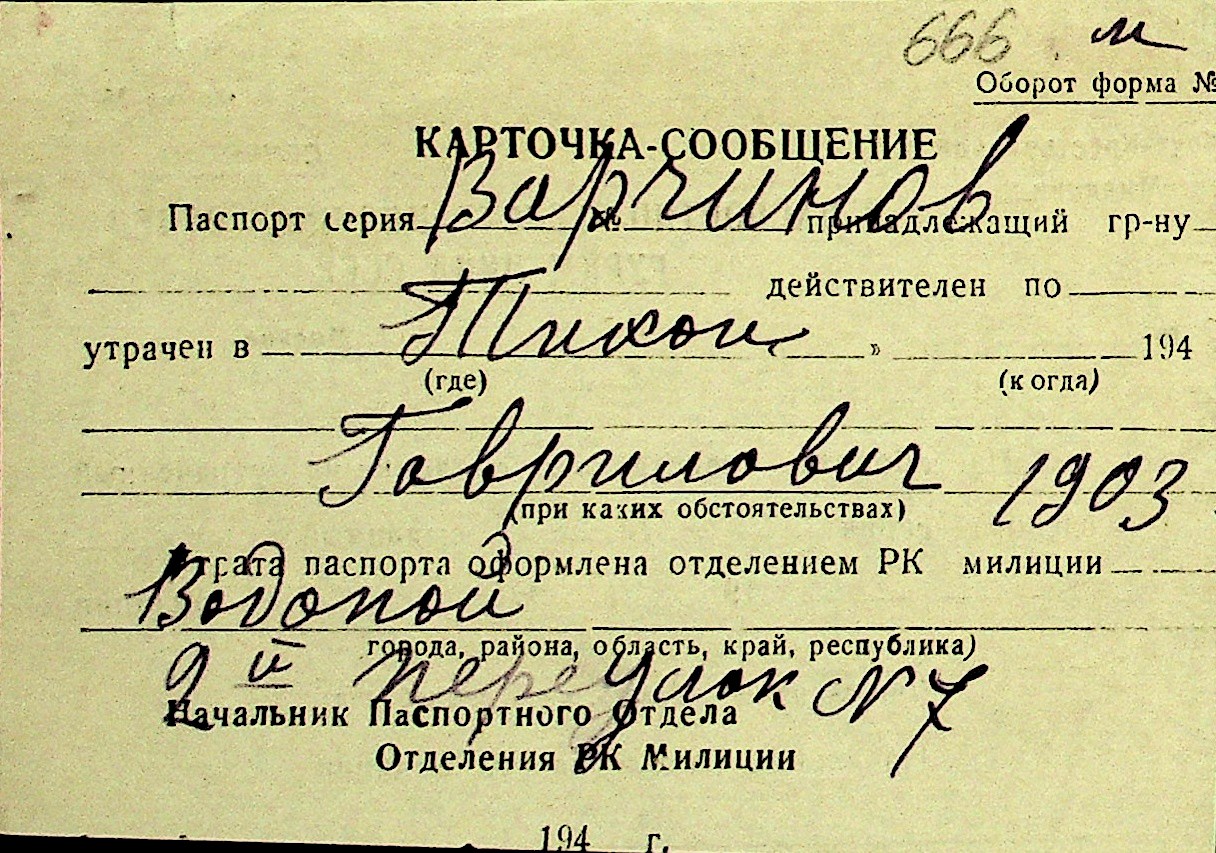 666 м
Оборот форма №
КАРТОЧКА-СООБЩЕНИЕ
Варчинов
Паспорт серия № принадлежащий гр-ну
действителен по
Тихон
утрачен в " 194
(где) (когда)
Гаврилович 1903
(при каких обстоятельствах)
Утрата паспорта оформлена отделением РК милиции
Водопой
города, района, область, край, республика)
2й переулок N 7
Начальник Паспортного Отдела
Отделения РК Милиции
194 г.